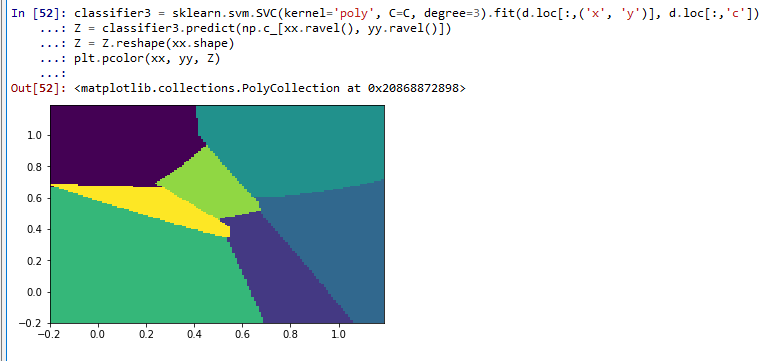 In [52]: classifier3 = sklearn.svm.SVC(kernel='poly', C=C, degree=3).fit(d.loc[:,('x', 'y')], d.loc[:,'c'])
...: Z = classifier3.predict(np.c_[xx.ravel(), yy.ravel()])
...: Z = Z.reshape(xx.shape)
...: plt.pcolor(xx, yy, Z)
...:
Out[52]: <matplotlib.collections.PolyCollection at 0x20868872898>
1.0
0.8
0.6
0.4
0.2
0.0
−0.2
−0.2 0.0 0.2 0.4 0.6 0.8 1.0